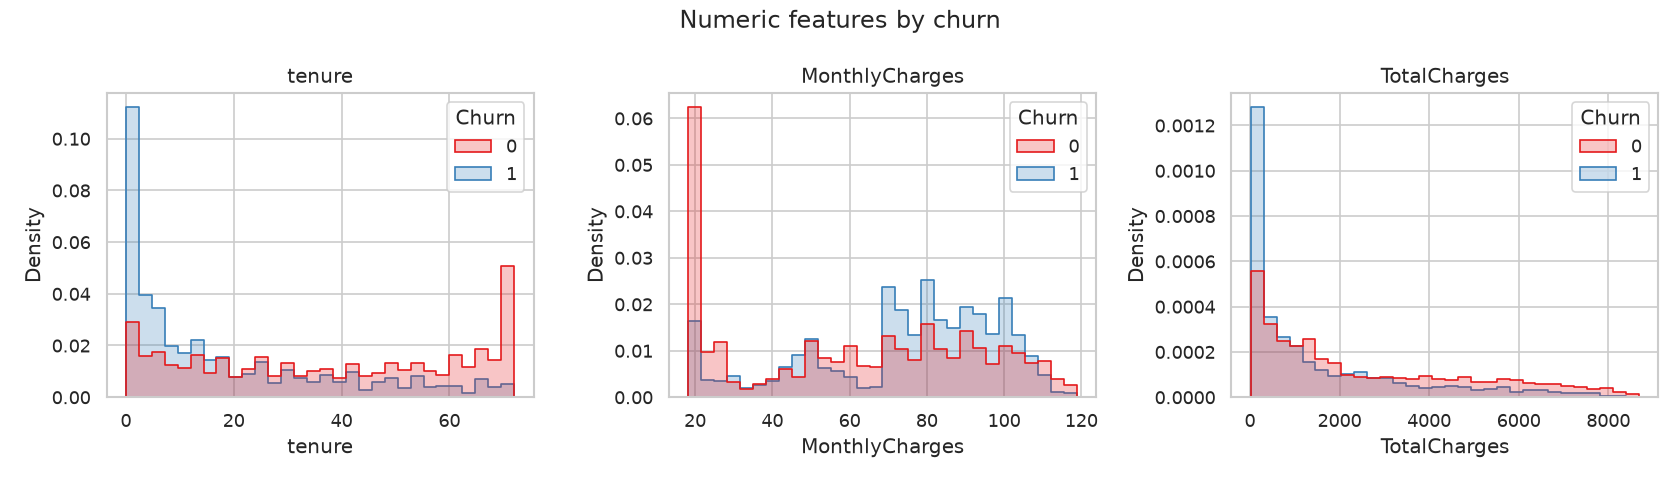 Numeric features by churn
tenure
Density
0.10
0.08
0.06
0.04
0.02
0.00
0 20 40 60
tenure
Churn
0
1
MonthlyCharges
Density
0.06
0.05
0.04
0.03
0.02
0.01
0.00
20 40 60 80 100 120
MonthlyCharges
Churn
0
1
TotalCharges
Density
0.0012
0.0010
0.0008
0.0006
0.0004
0.0002
0.0000
0 2000 4000 6000 8000
TotalCharges
Churn
0
1